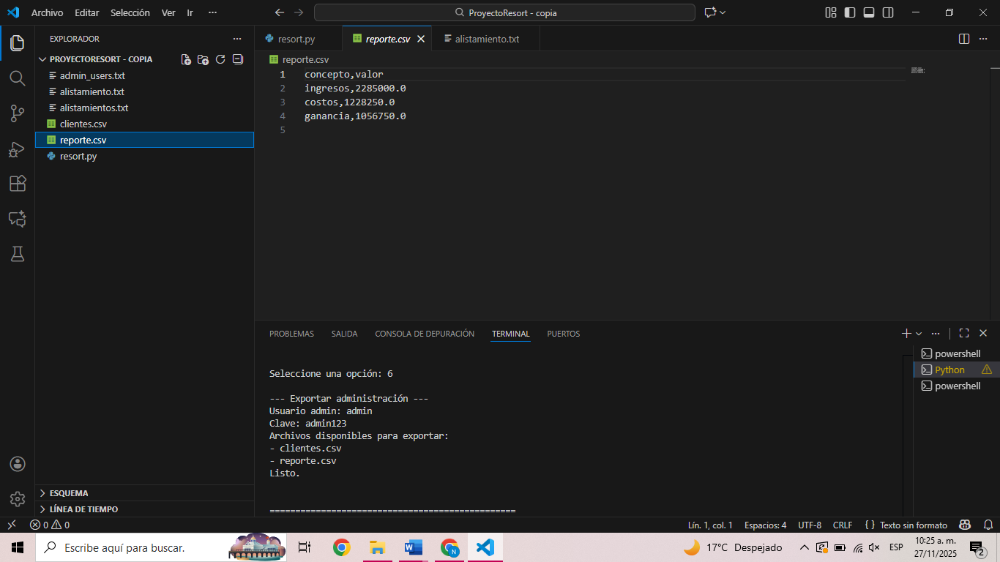 Archivo Editar Selección Ver Ir ···
ProyectoResort - copia
EXPLORADOR
PROYECTORESORT - COPIA
admin_users.txt
alistamiento.txt
alistamientos.txt
clientes.csv
reporte.csv
resort.py
ESQUEMA
LÍNEA DE TIEMPO
resort.py reporte.csv alistamiento.txt
reporte.csv
1 concepto,valor
2 ingresos,2285000.0
3 costos,1228250.0
4 ganancia,1056750.0
5
PROBLEMAS SALIDA CONSOLA DE DEPURACIÓN TERMINAL PUERTOS
Seleccione una opción: 6
--- Exportar administración ---
Usuario admin: admin
Clave: admin123
Archivos disponibles para exportar:
- clientes.csv
- reporte.csv
Listo.
================================================
powershell
Python
powershell
0 0 Lín. 1, col. 1 Espacios: 4 UTF-8 CRLF { } Texto sin formato
Escribe aquí para buscar.
N
17°C Despejado
ESP
10:25 a. m.
27/11/2025
2